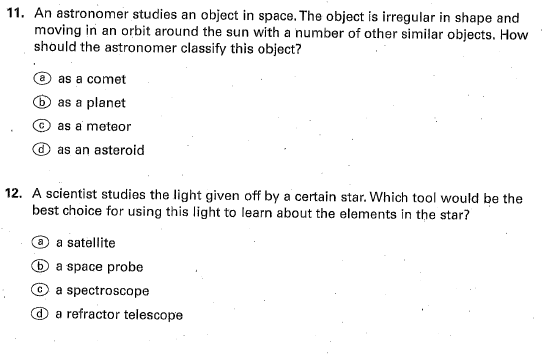 11. An astronomer studies an object in space. The object is irregular in shape and
moving in an orbit around the sun with a number of other similar objects. How
should the astronomer classify this object?
ⓐ as a comet
ⓑ as a planet
ⓒ as a meteor
ⓓ as an asteroid
12. A scientist studies the light given off by a certain star. Which tool would be the
best choice for using this light to learn about the elements in the star?
ⓐ a satellite
ⓑ a space probe
ⓒ a spectroscope
ⓓ a refractor telescope